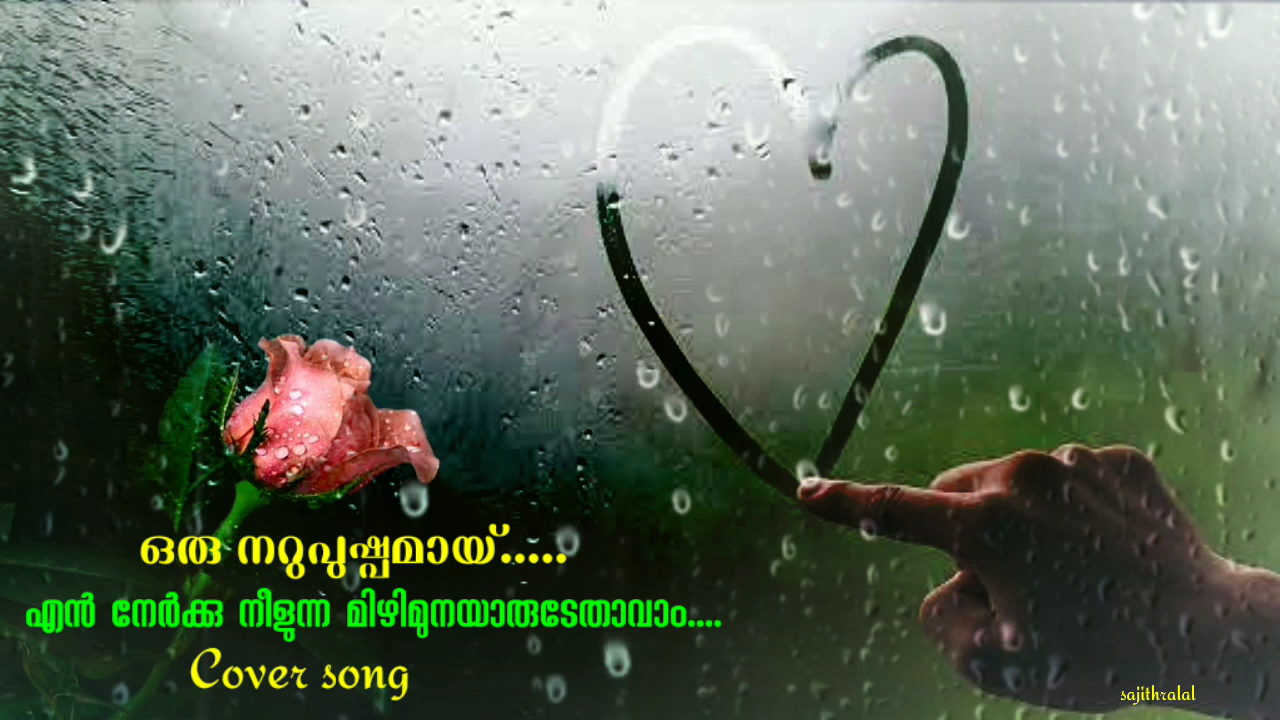 ഒരു നറുപുഷ്പമായ്.....
എൻ നേർക്കു നീളുന്ന മിഴിമുനയാരുടേതാവാം....
Cover song
sajithralal